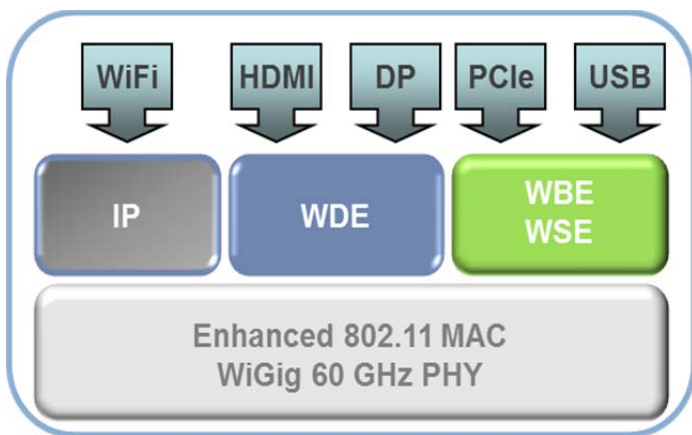 WiFi HDMI DP PCIe USB
IP WDE WBE
WSE
Enhanced 802.11 MAC
WiGig 60 GHz PHY